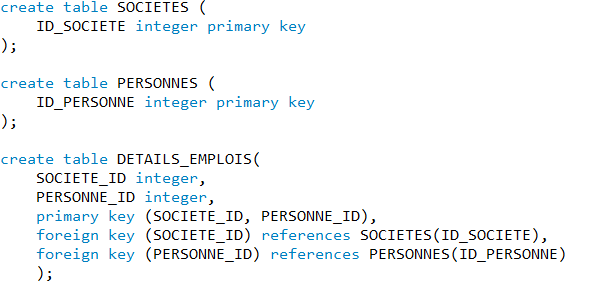 create table SOCIETES (
    ID_SOCIETE integer primary key
);

create table PERSONNES (
    ID_PERSONNE integer primary key
);

create table DETAILS_EMPLOIS(
    SOCIETE_ID integer,
    PERSONNE_ID integer,
    primary key (SOCIETE_ID, PERSONNE_ID),
    foreign key (SOCIETE_ID) references SOCIETES(ID_SOCIETE),
    foreign key (PERSONNE_ID) references PERSONNES(ID_PERSONNE)
    );